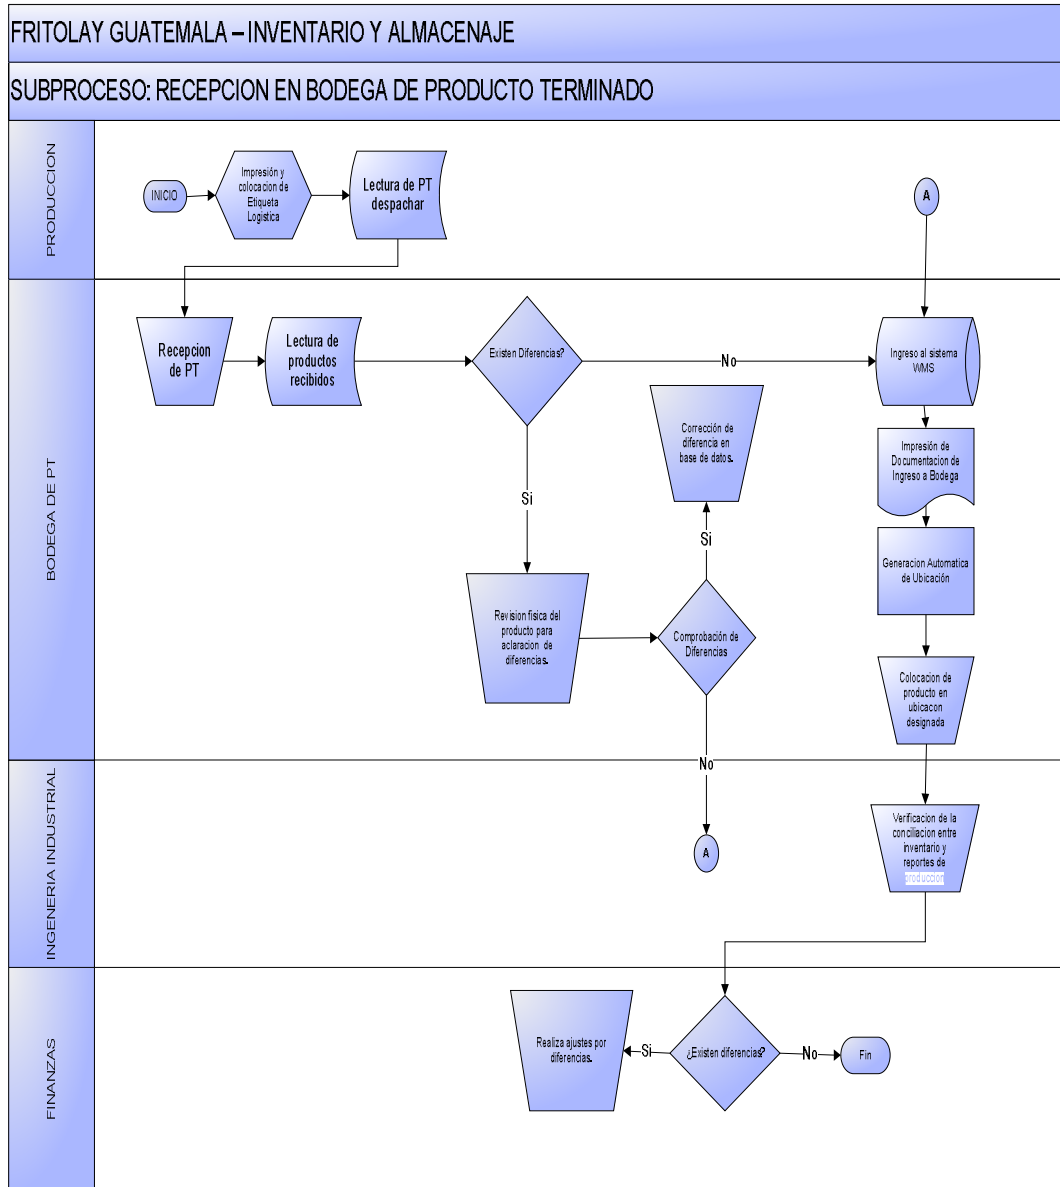 FRITOLAY GUATEMALA – INVENTARIO Y ALMACENAJE
SUBPROCESO: RECEPCION EN BODEGA DE PRODUCTO TERMINADO
PRODUCCION
INICIO
Impresión y
colocacion de
Etiqueta
Logistica
Lectura de PT
despachar
A
BODEGA DE PT
Recepcion
de PT
Lectura de
productos
recibidos
Existen Diferencias?
No
Ingreso al sistema
WMS
Corrección de
diferencia en
base de datos.
Impresión de
Documentacion de
Ingreso a Bodega
Si
Si
Generacion Automatica
de Ubicación
Revision fisica del
producto para
aclaracion de
diferencias.
Comprobación de
Diferencias
Colocacion de
producto en
ubicacon
designada
No
INGENERIA INDUSTRIAL
A
Verificacion de la
conciliacion entre
inventario y
reportes de
produccion
FINANZAS
Realiza ajustes por
diferencias.
Si
¿Existen diferencias?
No
Fin